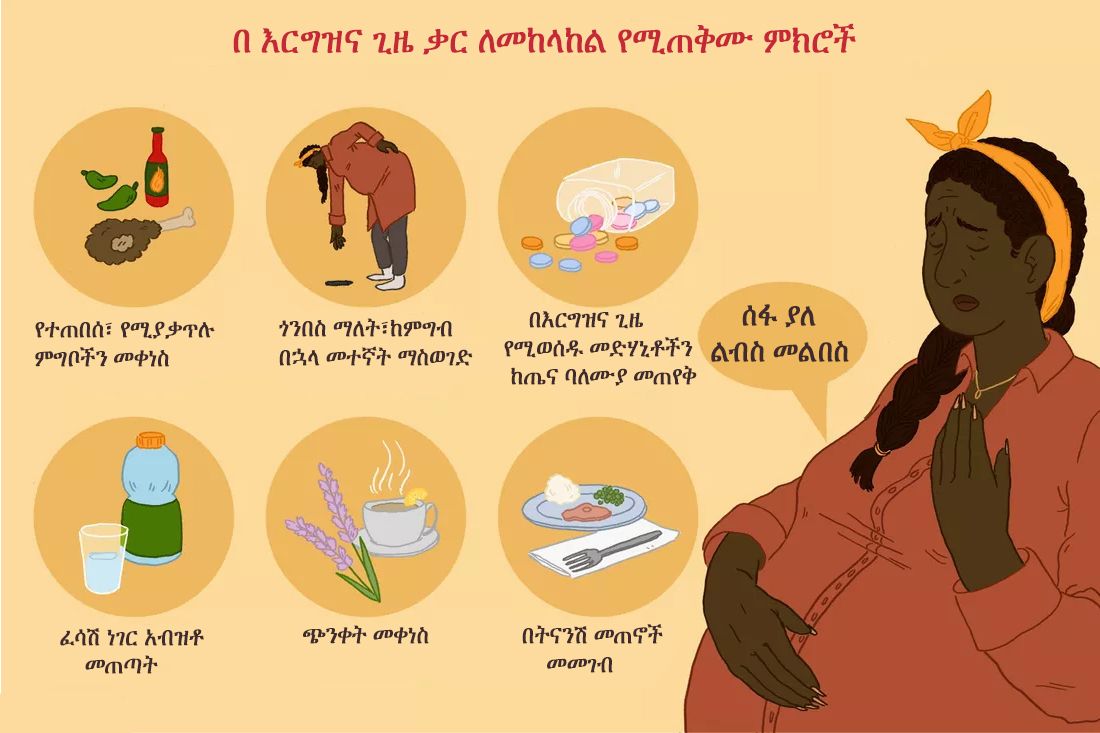 በ እርግዝና ጊዜ ቃር ለመከላከል የሚጠቅሙ ምክሮች
የተጠበሰ፣ የሚያቃጥሉ
ምግቦችን መቀነስ
ጎንበስ ማለት፣ከምግብ
በኋላ መተኛት ማስወገድ
በእርግዝና ጊዜ
የሚወሰዱ መድሃኒቶችን
ከጤና ባለሙያ መጠየቅ
ሰፋ ያለ
ልብስ መልበስ
ፈሳሽ ነገር አብዝቶ
መጠጣት
ጭንቀት መቀነስ
በትናንሽ መጠኖች
መመገብ